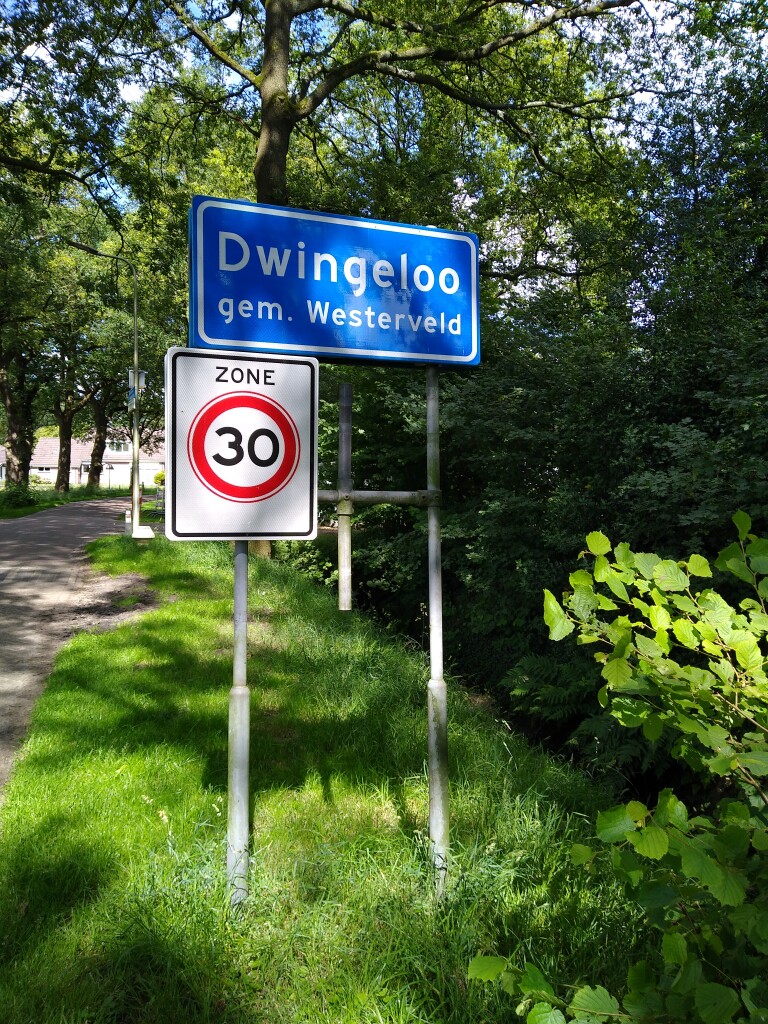 Dwingeloo
gem. Westerveld
ZONE
30